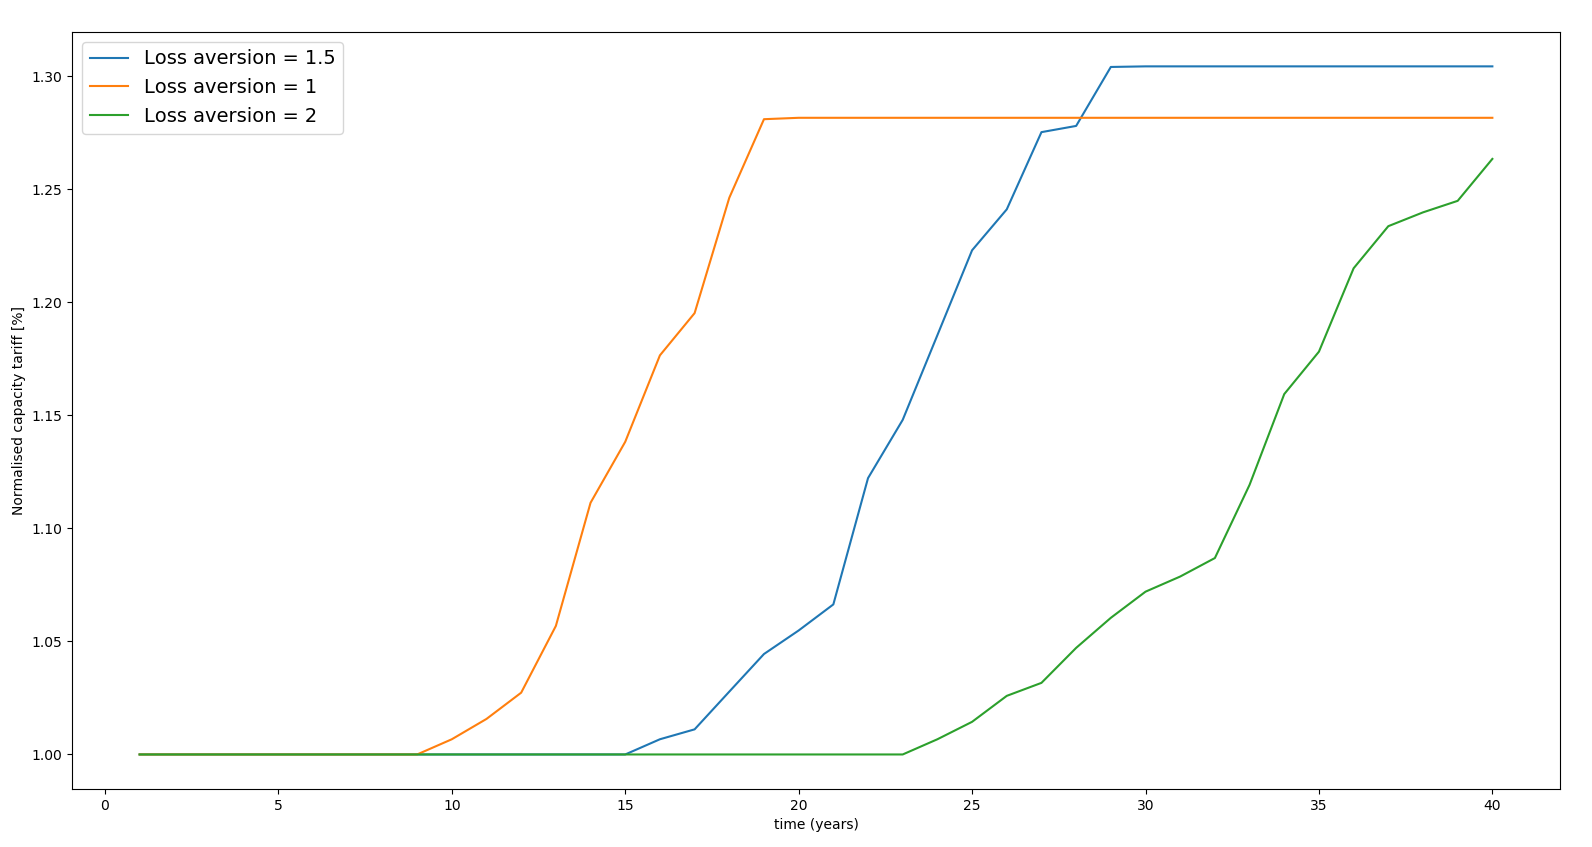 Loss aversion = 1.5
Loss aversion = 1
Loss aversion = 2
Normalised capacity tariff [%]
1.30
1.25
1.20
1.15
1.10
1.05
1.00
0 5 10 15 20 25 30 35 40
time (years)